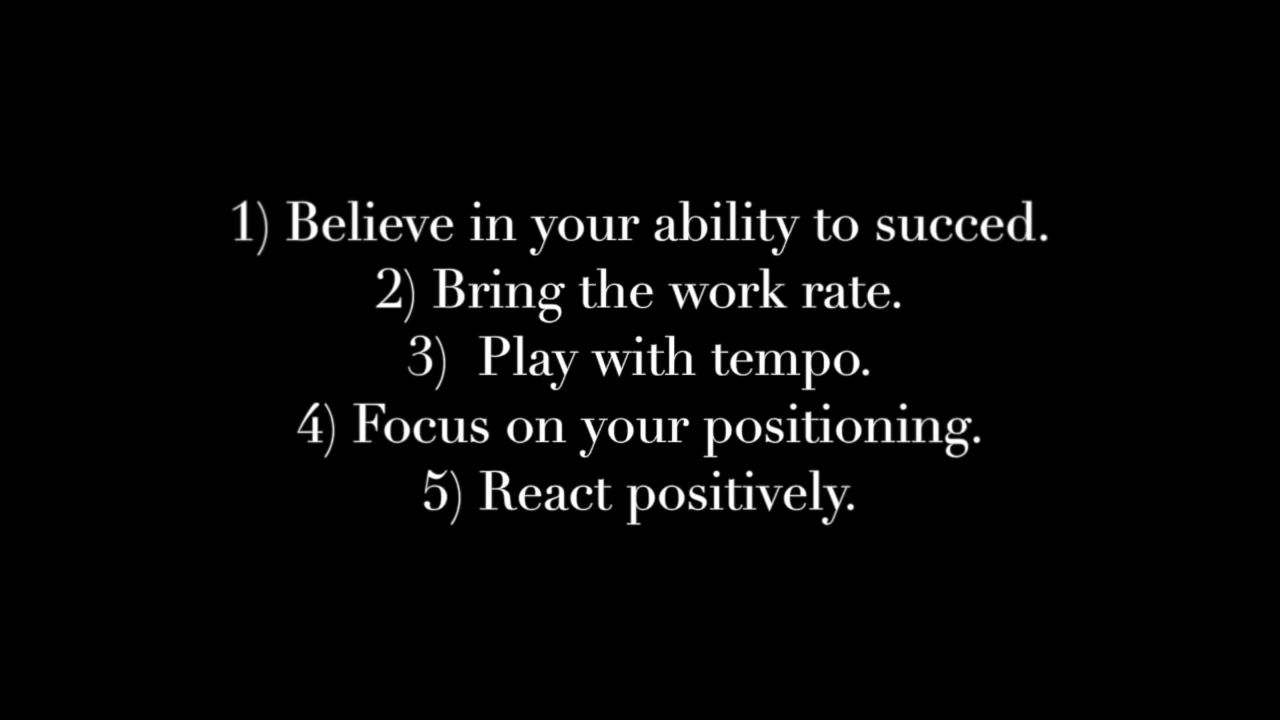 1) Believe in your ability to succed.
2) Bring the work rate.
3)  Play with tempo.
4) Focus on your positioning.
5) React positively.